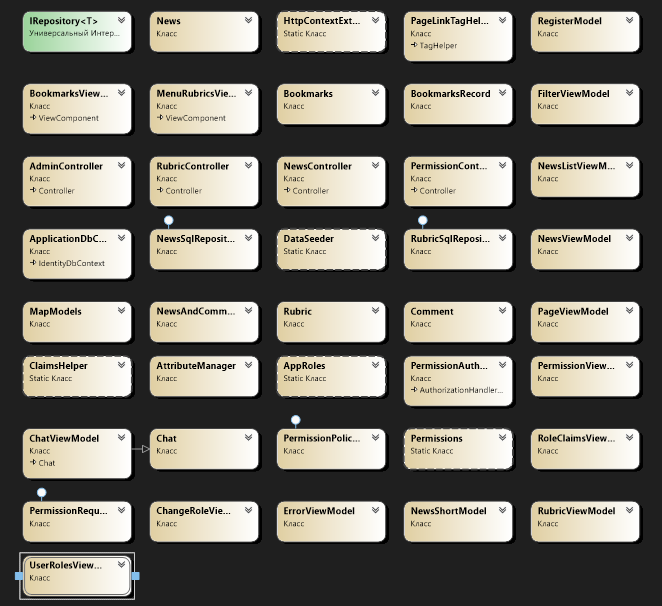 IRepository<T>
Универсальный Интер...
News
Класс
HttpContextExt...
Static Класс
PageLinkTagHel...
Класс
TagHelper
RegisterModel
Класс
BookmarksView...
Класс
ViewComponent
MenuRubricsVie...
Класс
ViewComponent
Bookmarks
Класс
BookmarksRecord
Класс
FilterViewModel
Класс
AdminController
Класс
Controller
RubricController
Класс
Controller
NewsController
Класс
Controller
PermissionCont...
Класс
Controller
NewsListViewM...
Класс
ApplicationDbC...
Класс
IdentityDbContext
NewsSqlReposit...
Класс
DataSeeder
Static Класс
RubricSqlReposi...
Класс
NewsViewModel
Класс
MapModels
Класс
NewsAndComm...
Класс
Rubric
Класс
Comment
Класс
PageViewModel
Класс
ClaimsHelper
Static Класс
AttributeManager
Класс
AppRoles
Static Класс
PermissionAuth...
Класс
AuthorizationHandler...
PermissionView...
Класс
ChatViewModel
Класс
Chat
Chat
Класс
PermissionPolic...
Класс
Permissions
Static Класс
RoleClaimsView...
Класс
PermissionRequ...
Класс
ChangeRoleVie...
Класс
ErrorViewModel
Класс
NewsShortModel
Класс
RubricViewModel
Класс
UserRolesView...
Класс